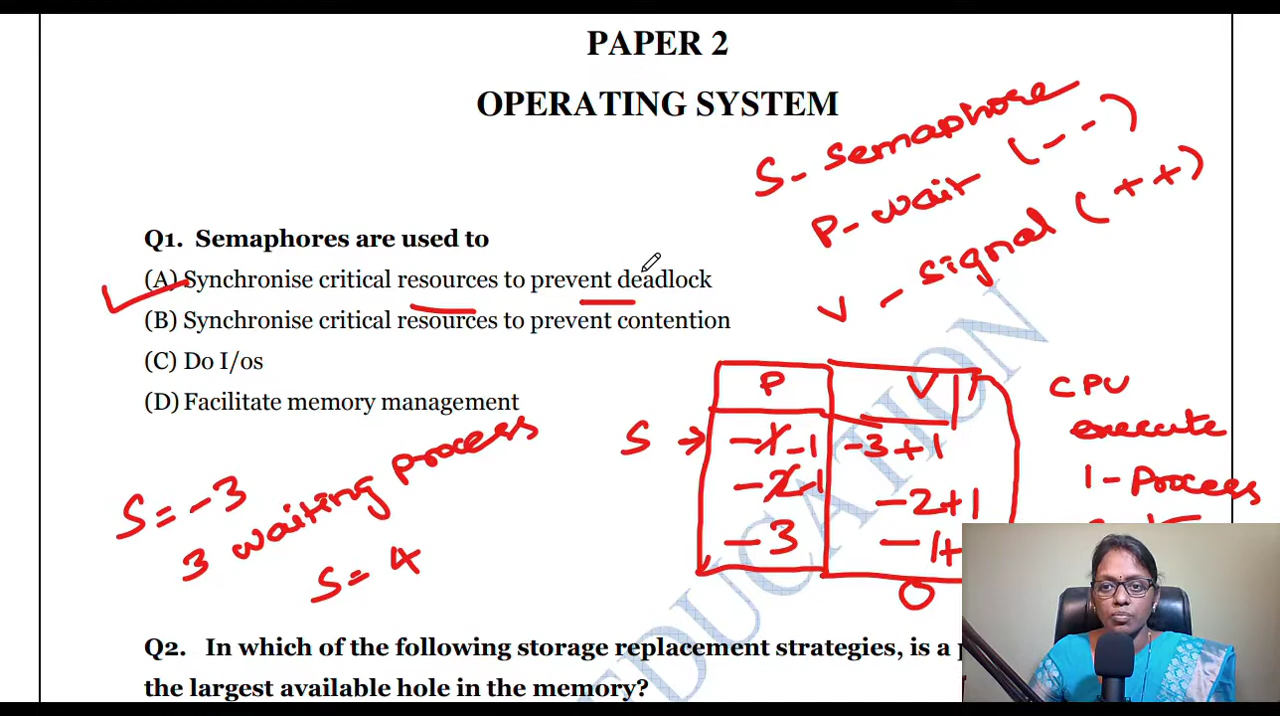 PAPER 2
OPERATING SYSTEM
S - Semaphore
P - wait (--)
V - signal (++)
Q1. Semaphores are used to
(A) Synchronise critical resources to prevent deadlock
(B) Synchronise critical resources to prevent contention
(C) Do I/os
(D) Facilitate memory management
P V
S → -1 -1 -3+1
-2 -1 -2+1
-3 -1+
0
CPU
execute
1 - Process
S = -3
3 waiting process
S = 4
EDUCATION
Q2. In which of the following storage replacement strategies, is a
the largest available hole in the memory?